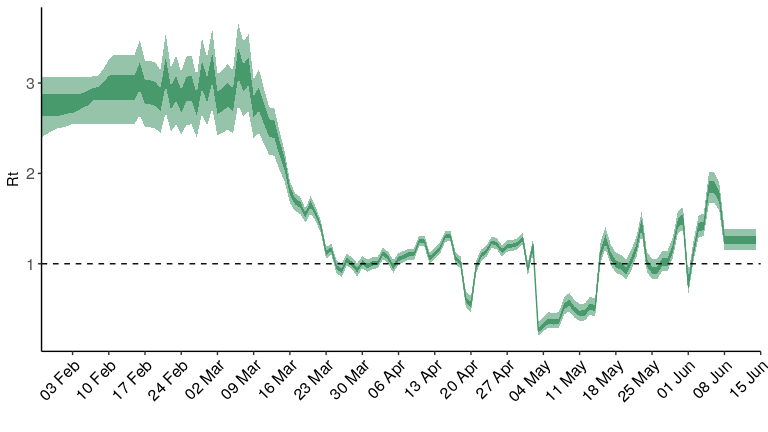 Rt
3
2
1
03 Feb
10 Feb
17 Feb
24 Feb
02 Mar
09 Mar
16 Mar
23 Mar
30 Mar
06 Apr
13 Apr
20 Apr
27 Apr
04 May
11 May
18 May
25 May
01 Jun
08 Jun
15 Jun